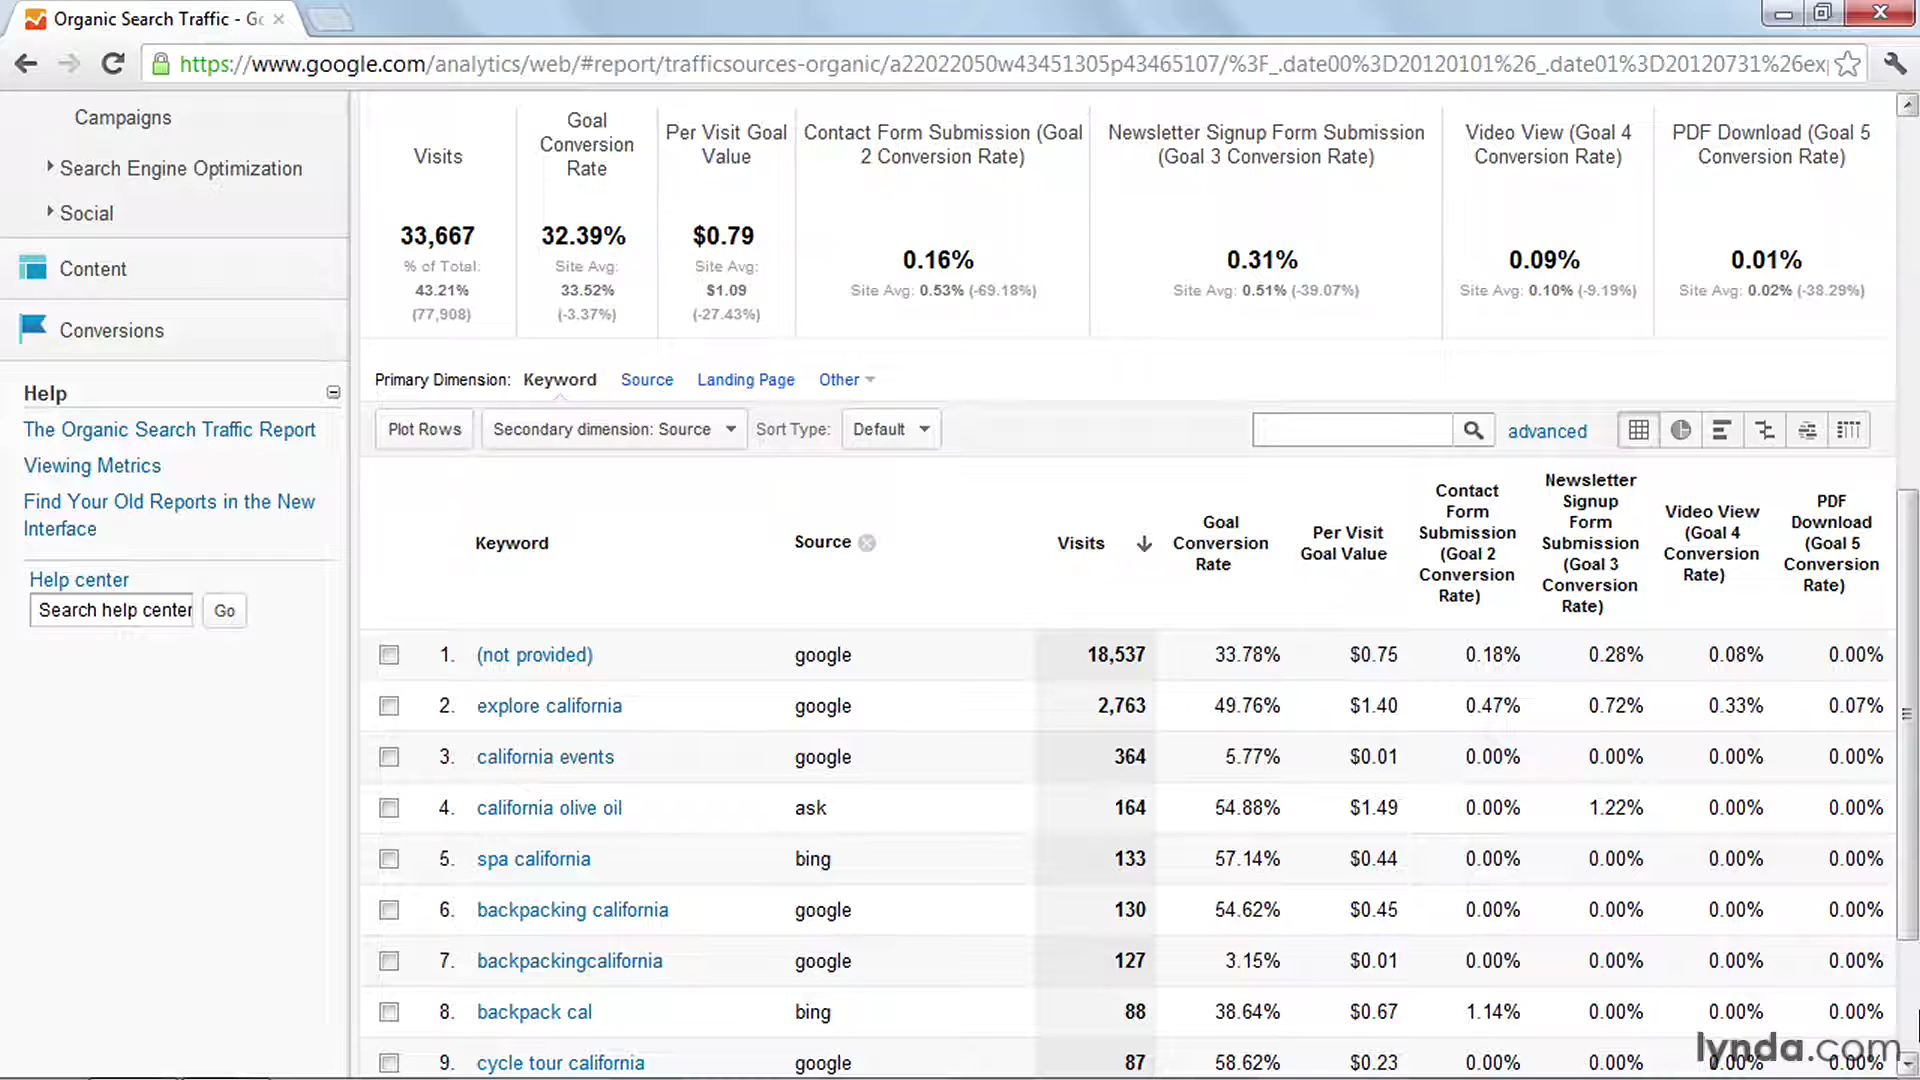 Organic Search Traffic - Go
https://www.google.com/analytics/web/#report/trafficsources-organic/a22022050w43451305p43465107/%3F_.date00%3D20120101%26_.date01%3D20120731%26exp
Campaigns
Search Engine Optimization
Social
Content
Conversions
Help
The Organic Search Traffic Report
Viewing Metrics
Find Your Old Reports in the New
Interface
Help center
Search help center Go
Visits
33,667
% of Total:
43.21%
(77,908)
Goal
Conversion
Rate
32.39%
Site Avg:
33.52%
(-3.37%)
Per Visit Goal
Value
$0.79
Site Avg:
$1.09
(-27.43%)
Contact Form Submission (Goal
2 Conversion Rate)
0.16%
Site Avg: 0.53% (-69.18%)
Newsletter Signup Form Submission
(Goal 3 Conversion Rate)
0.31%
Site Avg: 0.51% (-39.07%)
Video View (Goal 4
Conversion Rate)
0.09%
Site Avg: 0.10% (-9.19%)
PDF Download (Goal 5
Conversion Rate)
0.01%
Site Avg: 0.02% (-38.29%)
Primary Dimension: Keyword Source Landing Page Other
Plot Rows Secondary dimension: Source Sort Type: Default advanced
Keyword
Source
Visits
Goal
Conversion
Rate
Per Visit
Goal Value
Contact
Form
Submission
(Goal 2
Conversion
Rate)
Newsletter
Signup
Form
Submission
(Goal 3
Conversion
Rate)
Video View
(Goal 4
Conversion
Rate)
PDF
Download
(Goal 5
Conversion
Rate)
1. (not provided) google 18,537 33.78% $0.75 0.18% 0.28% 0.08% 0.00%
2. explore california google 2,763 49.76% $1.40 0.47% 0.72% 0.33% 0.07%
3. california events google 364 5.77% $0.01 0.00% 0.00% 0.00% 0.00%
4. california olive oil ask 164 54.88% $1.49 0.00% 1.22% 0.00% 0.00%
5. spa california bing 133 57.14% $0.44 0.00% 0.00% 0.00% 0.00%
6. backpacking california google 130 54.62% $0.45 0.00% 0.00% 0.00% 0.00%
7. backpackingcalifornia google 127 3.15% $0.01 0.00% 0.00% 0.00% 0.00%
8. backpack cal bing 88 38.64% $0.67 1.14% 0.00% 0.00% 0.00%
9. cycle tour california google 87 58.62% $0.23 0.00% 0.00% 0.00% 0.00%
lynda.com